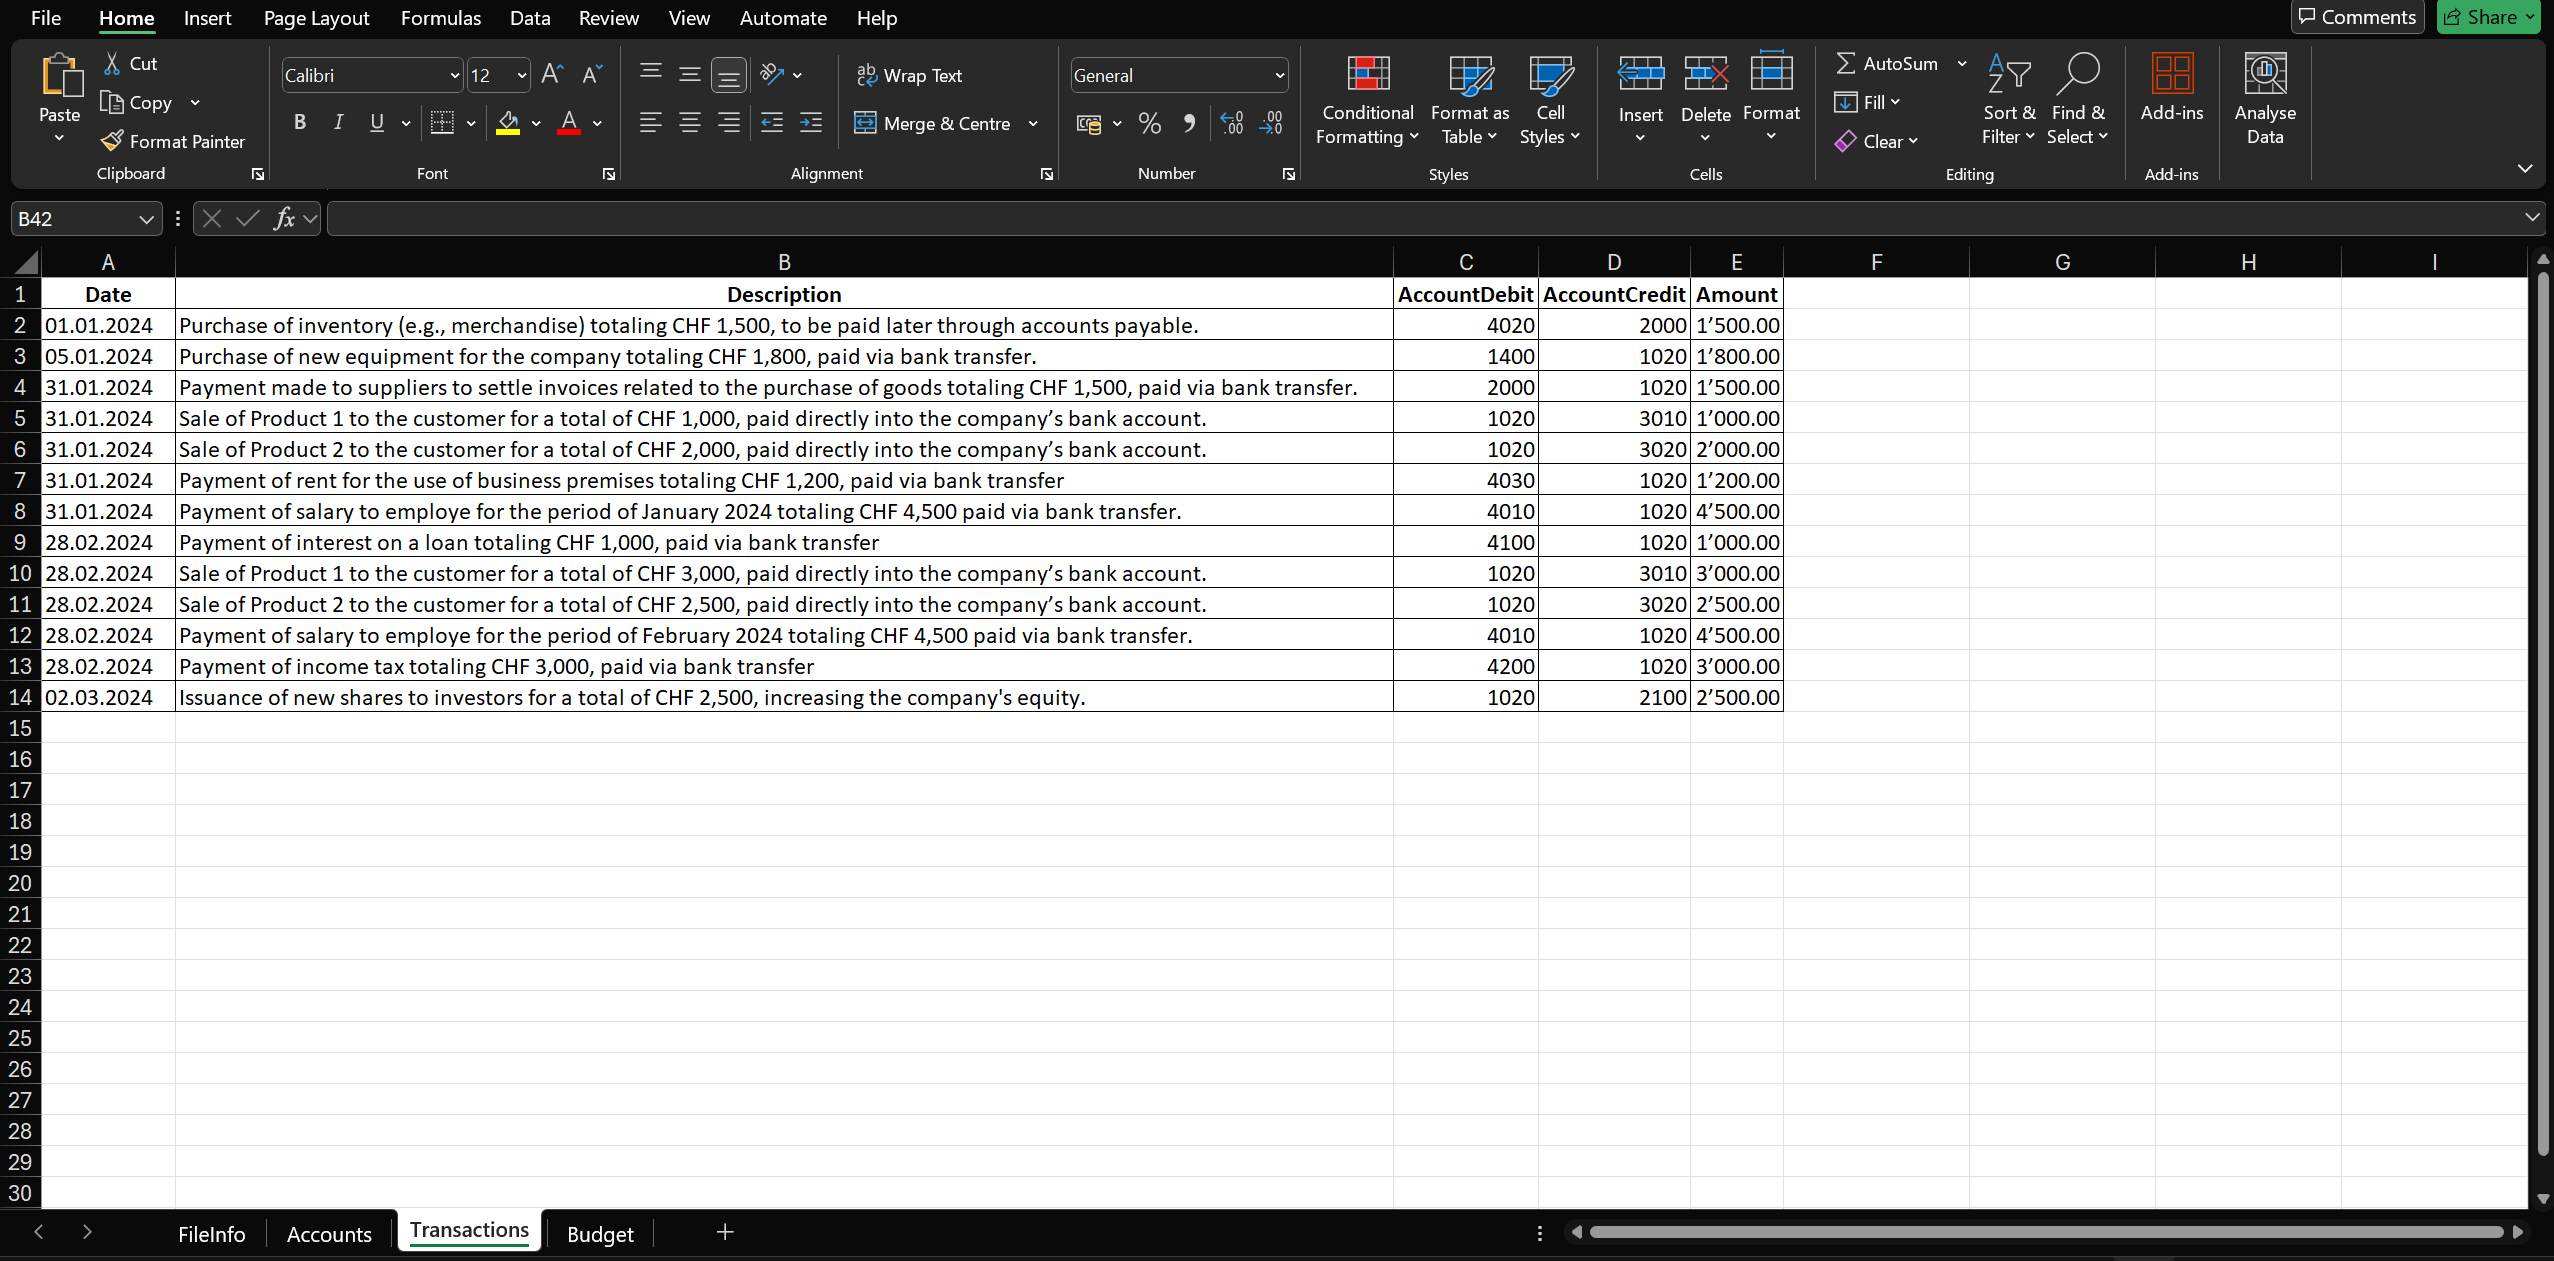 File Home Insert Page Layout Formulas Data Review View Automate Help Comments Share
Paste Cut Copy Format Painter Clipboard
Calibri 12 B I U A Font
Wrap Text Merge & Centre Alignment
General % Number
Conditional Formatting Format as Table Cell Styles Styles
Insert Delete Format Cells
AutoSum Fill Clear Sort & Filter Find & Select Editing
Add-ins Add-ins
Analyse Data
B42 fx
A B C D E F G H I
1 Date Description AccountDebit AccountCredit Amount
2 01.01.2024 Purchase of inventory (e.g., merchandise) totaling CHF 1,500, to be paid later through accounts payable. 4020 2000 1’500.00
3 05.01.2024 Purchase of new equipment for the company totaling CHF 1,800, paid via bank transfer. 1400 1020 1’800.00
4 31.01.2024 Payment made to suppliers to settle invoices related to the purchase of goods totaling CHF 1,500, paid via bank transfer. 2000 1020 1’500.00
5 31.01.2024 Sale of Product 1 to the customer for a total of CHF 1,000, paid directly into the company’s bank account. 1020 3010 1’000.00
6 31.01.2024 Sale of Product 2 to the customer for a total of CHF 2,000, paid directly into the company’s bank account. 1020 3020 2’000.00
7 31.01.2024 Payment of rent for the use of business premises totaling CHF 1,200, paid via bank transfer 4030 1020 1’200.00
8 31.01.2024 Payment of salary to employe for the period of January 2024 totaling CHF 4,500 paid via bank transfer. 4010 1020 4’500.00
9 28.02.2024 Payment of interest on a loan totaling CHF 1,000, paid via bank transfer 4100 1020 1’000.00
10 28.02.2024 Sale of Product 1 to the customer for a total of CHF 3,000, paid directly into the company’s bank account. 1020 3010 3’000.00
11 28.02.2024 Sale of Product 2 to the customer for a total of CHF 2,500, paid directly into the company’s bank account. 1020 3020 2’500.00
12 28.02.2024 Payment of salary to employe for the period of February 2024 totaling CHF 4,500 paid via bank transfer. 4010 1020 4’500.00
13 28.02.2024 Payment of income tax totaling CHF 3,000, paid via bank transfer 4200 1020 3’000.00
14 02.03.2024 Issuance of new shares to investors for a total of CHF 2,500, increasing the company's equity. 1020 2100 2’500.00
15
16
17
18
19
20
21
22
23
24
25
26
27
28
29
30
FileInfo Accounts Transactions Budget